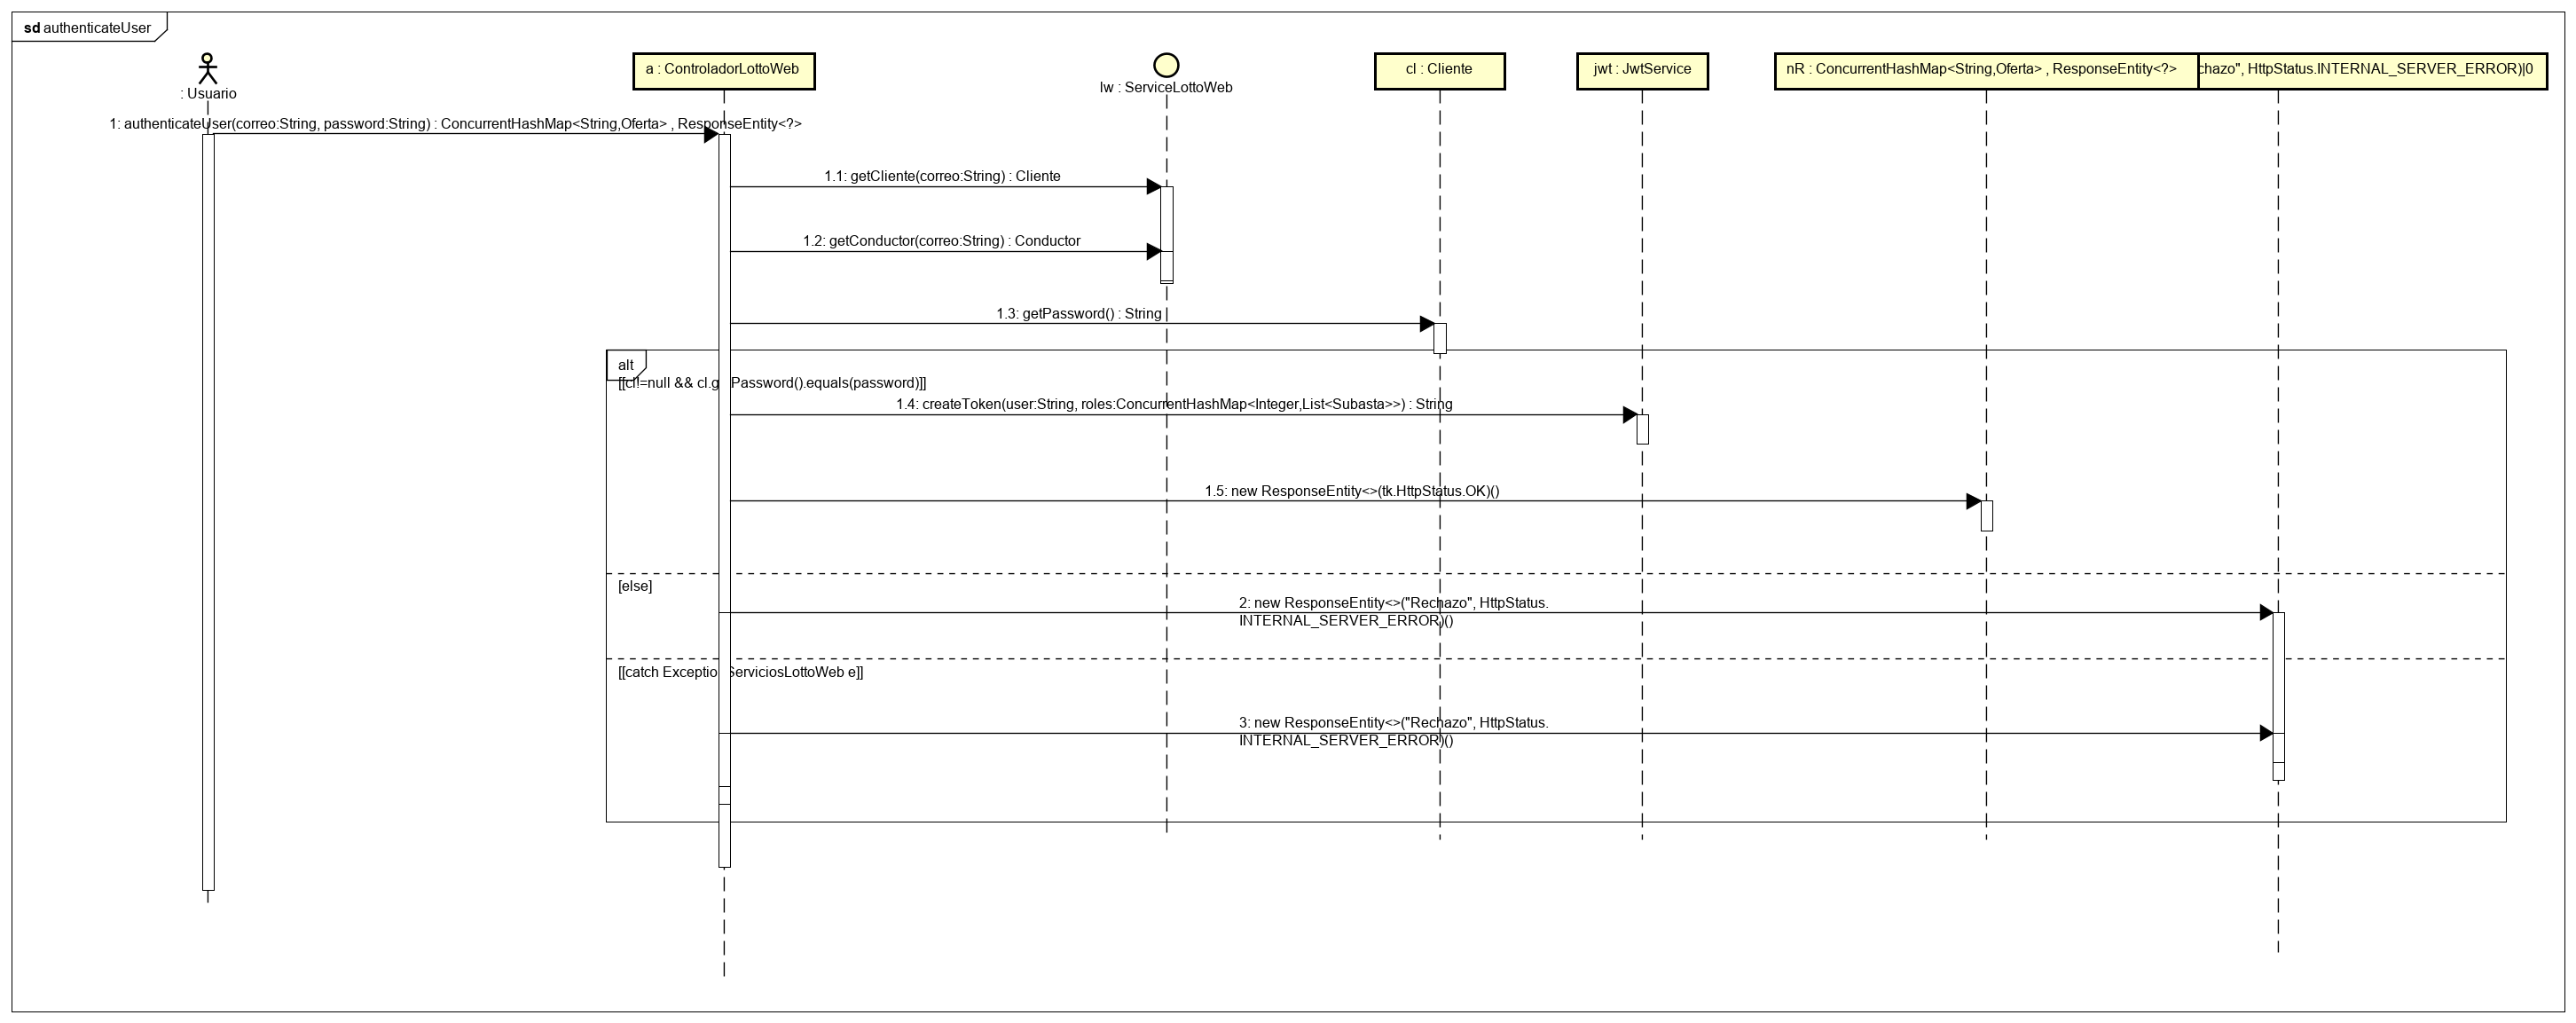 sd authenticateUser
: Usuario
a : ControladorLottoWeb
lw : ServiceLottoWeb
cl : Cliente
jwt : JwtService
nR : ConcurrentHashMap<String,Oferta> , ResponseEntity<?>
chazo", HttpStatus.INTERNAL_SERVER_ERROR)|0
1: authenticateUser(correo:String, password:String) : ConcurrentHashMap<String,Oferta> , ResponseEntity<?>
1.1: getCliente(correo:String) : Cliente
1.2: getConductor(correo:String) : Conductor
1.3: getPassword() : String
alt
[[cl!=null && cl.getPassword().equals(password)]]
1.4: createToken(user:String, roles:ConcurrentHashMap<Integer,List<Subasta>>) : String
1.5: new ResponseEntity<>(tk.HttpStatus.OK)()
[else]
2: new ResponseEntity<>("Rechazo", HttpStatus.
INTERNAL_SERVER_ERROR)()
[[catch ExceptionServiciosLottoWeb e]]
3: new ResponseEntity<>("Rechazo", HttpStatus.
INTERNAL_SERVER_ERROR)()